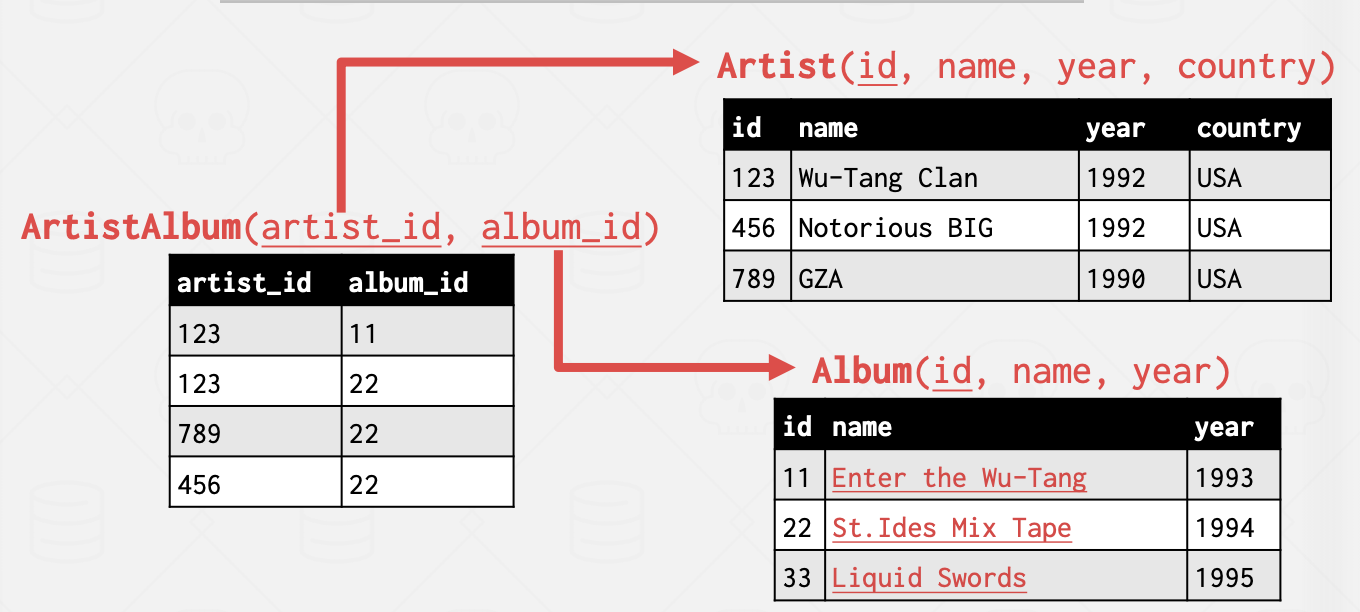 Artist(id, name, year, country)
id name year country
123 Wu-Tang Clan 1992 USA
456 Notorious BIG 1992 USA
789 GZA 1990 USA
ArtistAlbum(artist_id, album_id)
artist_id album_id
123 11
123 22
789 22
456 22
Album(id, name, year)
id name year
11 Enter the Wu-Tang 1993
22 St.Ides Mix Tape 1994
33 Liquid Swords 1995